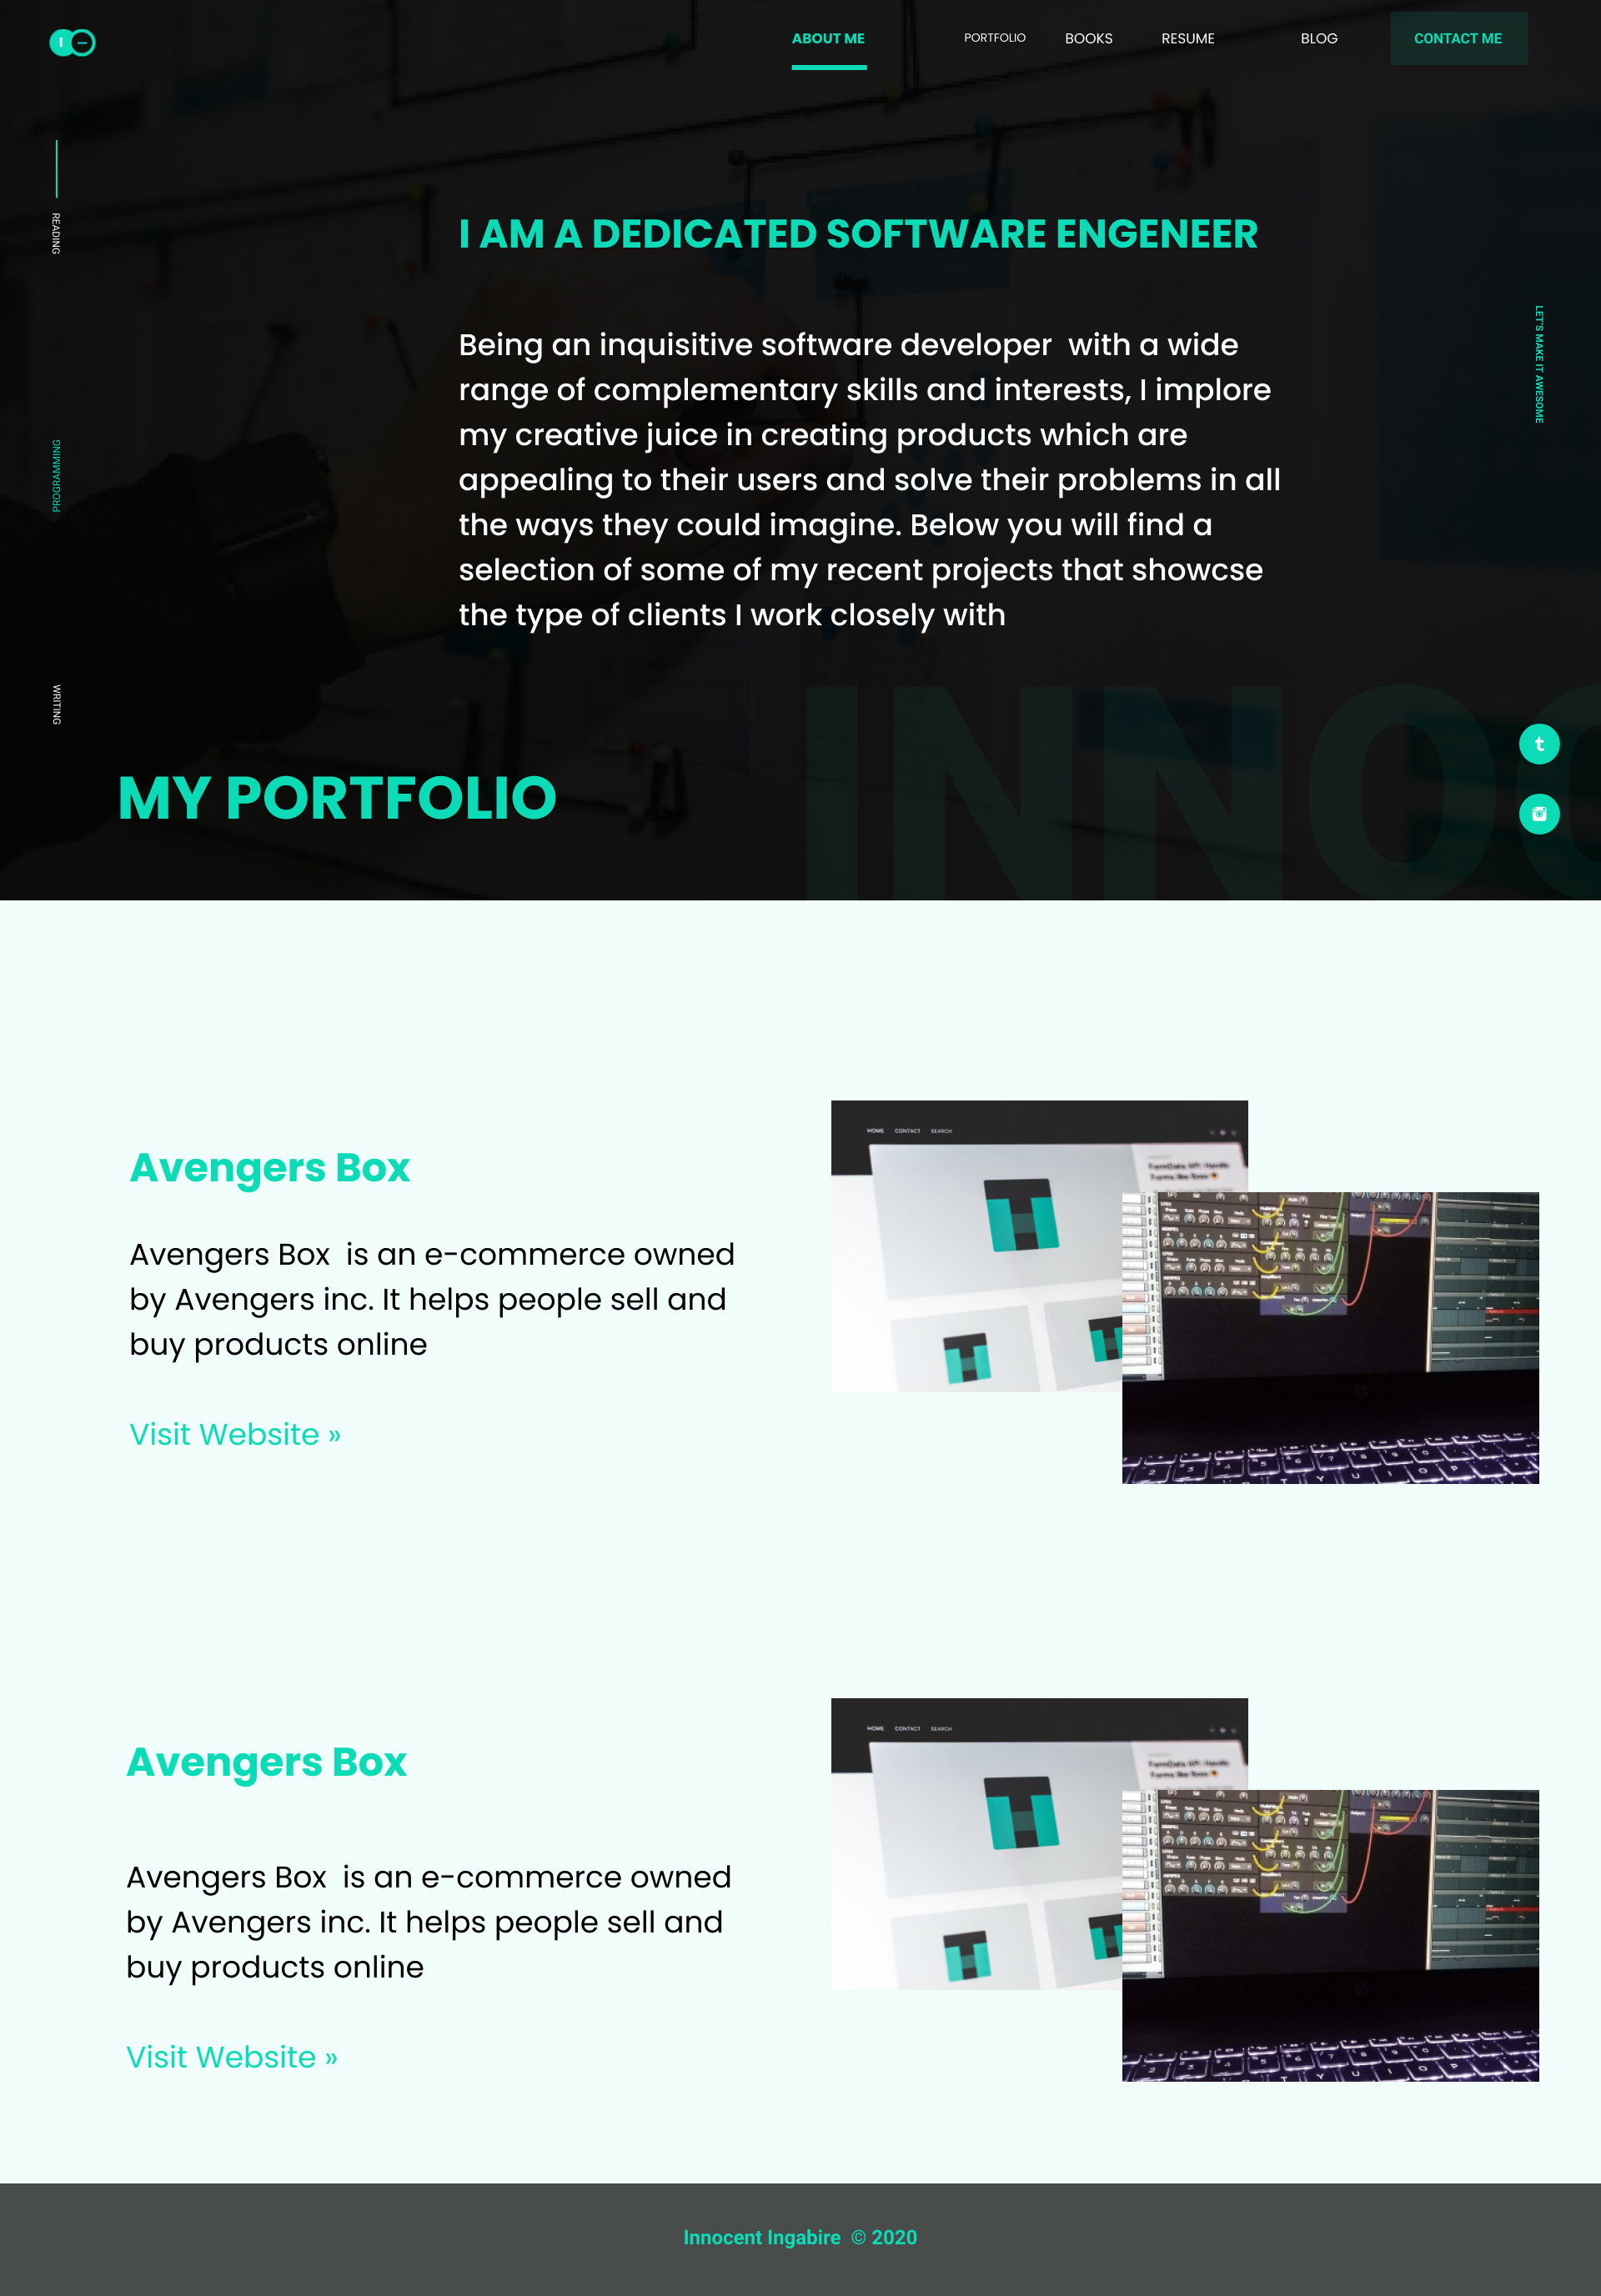 I
ABOUT ME
PORTFOLIO
BOOKS
RESUME
BLOG
CONTACT ME
READING
PROGRAMMING
WRITING
I AM A DEDICATED SOFTWARE ENGENEER
Being an inquisitive software developer with a wide
range of complementary skills and interests, I implore
my creative juice in creating products which are
appealing to their users and solve their problems in all
the ways they could imagine. Below you will find a
selection of some of my recent projects that showcse
the type of clients I work closely with
LET'S MAKE IT AWESOME
INNOC
t
MY PORTFOLIO
Avengers Box
Avengers Box is an e-commerce owned
by Avengers inc. It helps people sell and
buy products online
Visit Website »
HOME CONTACT SEARCH
Avengers Box
Avengers Box is an e-commerce owned
by Avengers inc. It helps people sell and
buy products online
Visit Website »
HOME CONTACT SEARCH
Innocent Ingabire © 2020